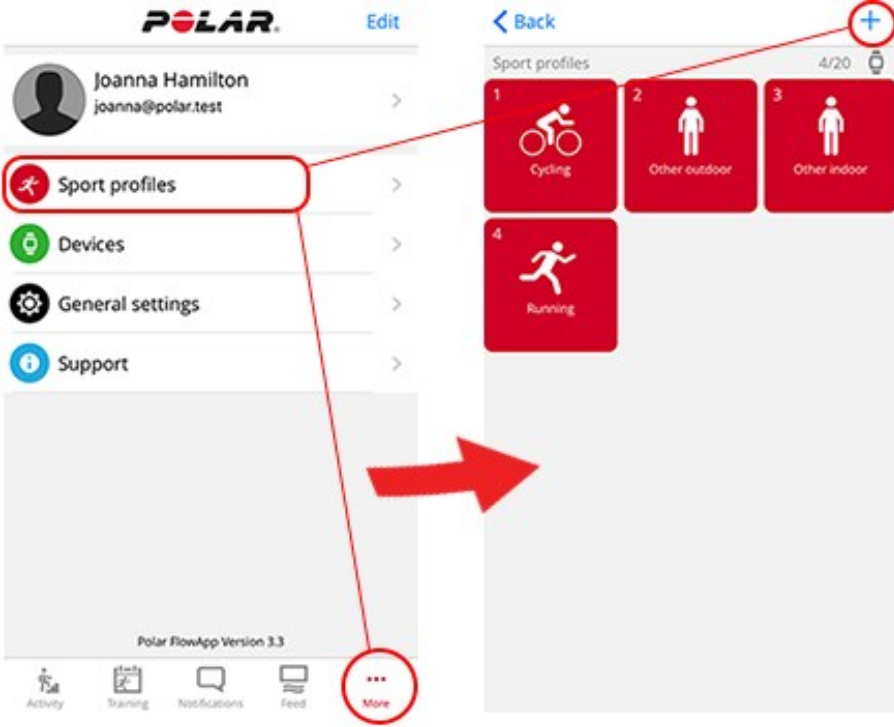 POLAR.
Edit
Joanna Hamilton
joanna@polar.test
Sport profiles
Devices
General settings
Support
Polar FlowApp Version 3.3
Activity
Training
Notifications
Feed
More
Back
Sport profiles 4/20
1
Cycling
2
Other outdoor
3
Other indoor
4
Running